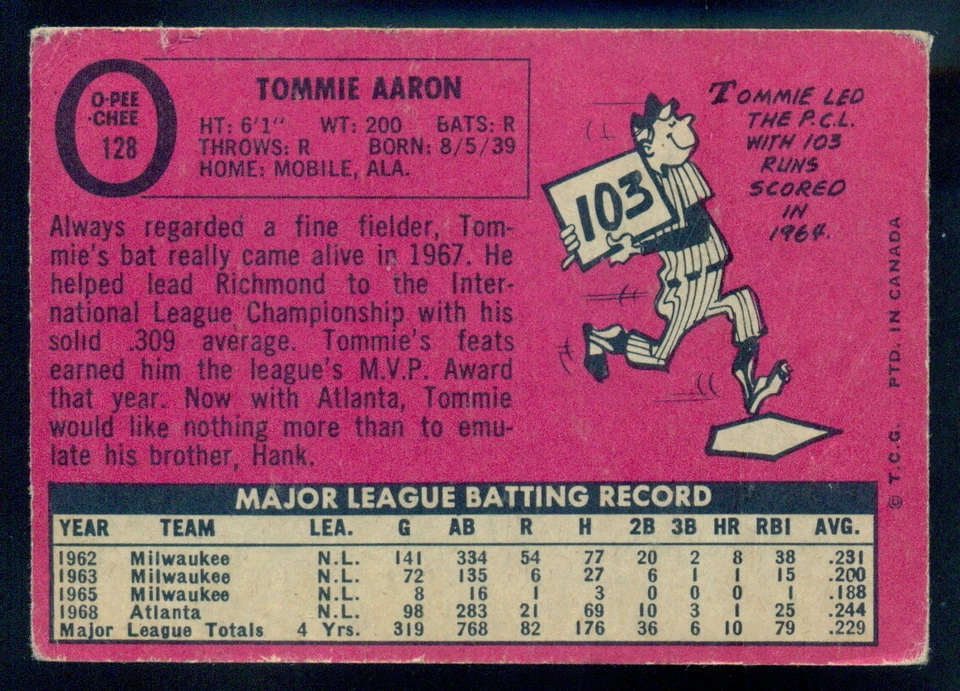 O-PEE
-CHEE
128
TOMMIE AARON
HT: 6'1" WT: 200 BATS: R
THROWS: R BORN: 8/5/39
HOME: MOBILE, ALA.
Always regarded a fine fielder, Tom-
mie's bat really came alive in 1967. He
helped lead Richmond to the Inter-
national League Championship with his
solid .309 average. Tommie's feats
earned him the league's M.V.P. Award
that year. Now with Atlanta, Tommie
would like nothing more than to emu-
late his brother, Hank.
103
TOMMIE LED
THE P.C.L.
WITH 103
RUNS
SCORED
IN
1964.
© T.C.G. PTD. IN CANADA
MAJOR LEAGUE BATTING RECORD
YEAR TEAM LEA. G AB R H 2B 3B HR RBI AVG.
1962 Milwaukee N.L. 141 334 54 77 20 2 8 38 .231
1963 Milwaukee N.L. 72 135 6 27 6 1 1 15 .200
1965 Milwaukee N.L. 8 16 1 3 0 0 0 1 .188
1968 Atlanta N.L. 98 283 21 69 10 3 1 25 .244
Major League Totals 4 Yrs. 319 768 82 176 36 6 10 79 .229